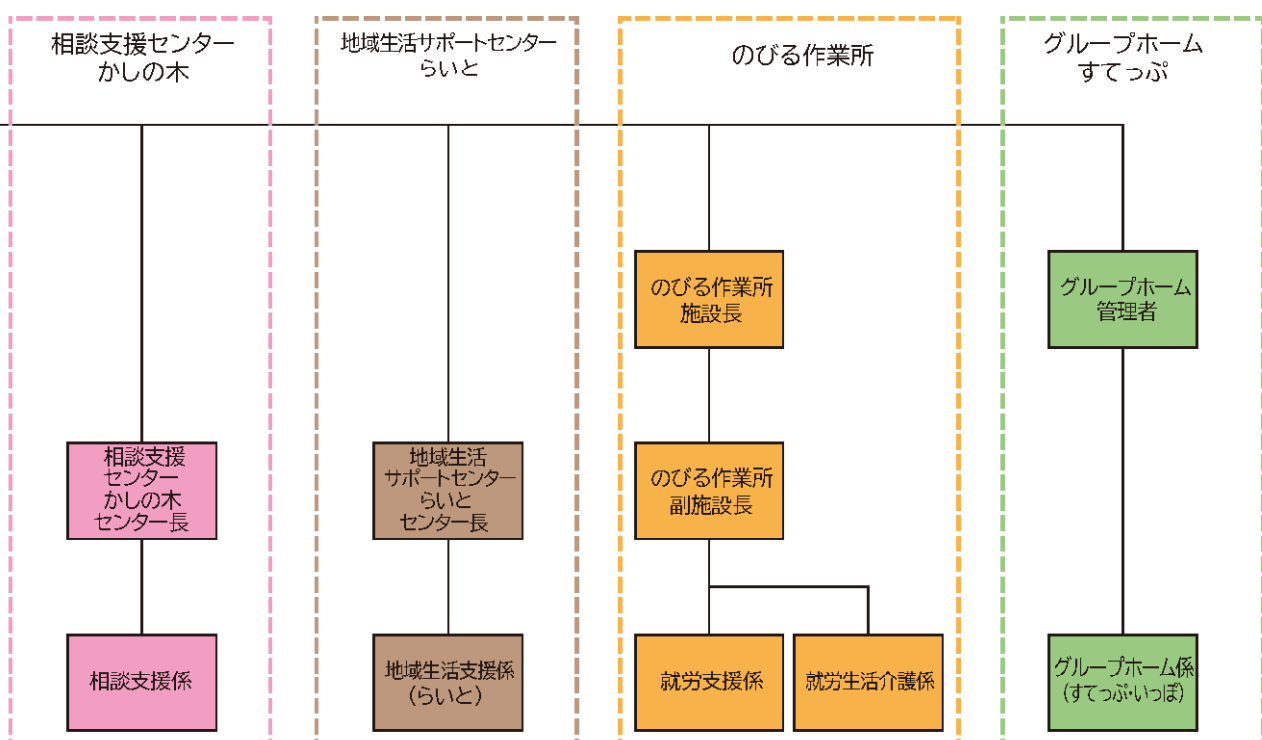 相談支援センター
かしの木
地域生活サポートセンター
らいと
のびる作業所
グループホーム
すてっぷ
のびる作業所
施設長
グループホーム
管理者
相談支援
センター
かしの木
センター長
地域生活
サポートセンター
らいと
センター長
のびる作業所
副施設長
相談支援係
地域生活支援係
(らいと)
就労支援係
就労生活介護係
グループホーム係
(すてっぷ・いっぽ)